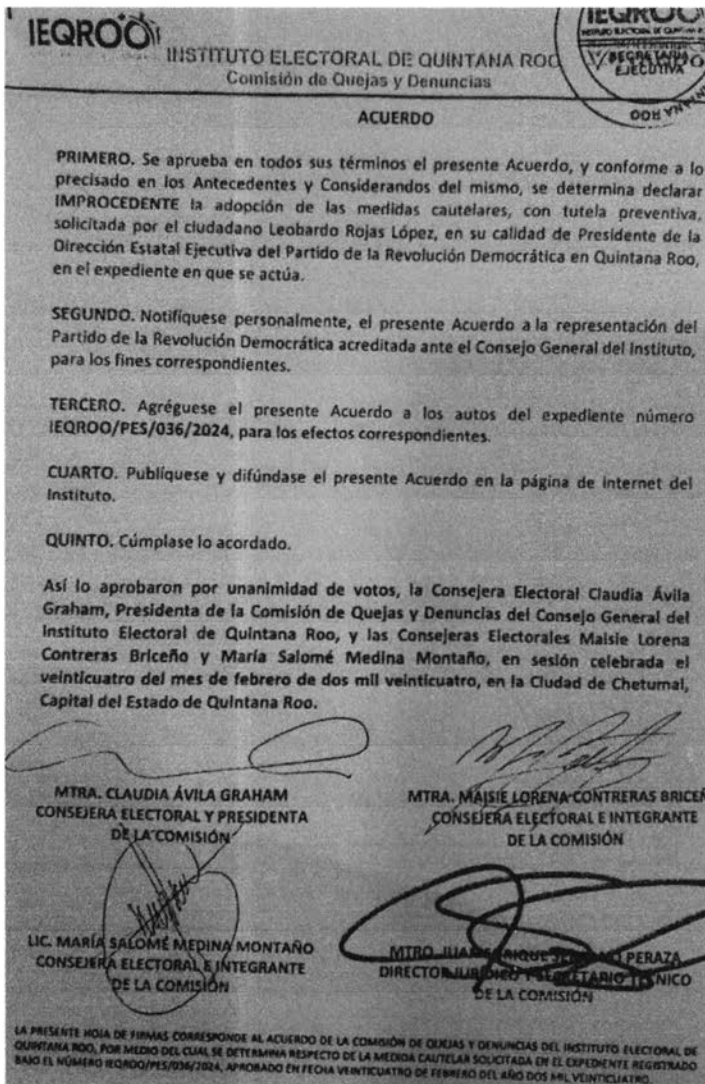 IEQROO
INSTITUTO ELECTORAL DE QUINTANA ROO
Comisión de Quejas y Denuncias
IEQROO
SECRETARÍA
EJECUTIVA
ACUERDO
PRIMERO. Se aprueba en todos sus términos el presente Acuerdo, y conforme a lo
precisado en los Antecedentes y Considerandos del mismo, se determina declarar
IMPROCEDENTE la adopción de las medidas cautelares, con tutela preventiva,
solicitada por el ciudadano Leobardo Rojas López, en su calidad de Presidente de la
Dirección Estatal Ejecutiva del Partido de la Revolución Democrática en Quintana Roo,
en el expediente en que se actúa.
SEGUNDO. Notifíquese personalmente, el presente Acuerdo a la representación del
Partido de la Revolución Democrática acreditada ante el Consejo General del Instituto,
para los fines correspondientes.
TERCERO. Agréguese el presente Acuerdo a los autos del expediente número
IEQROO/PES/036/2024, para los efectos correspondientes.
CUARTO. Publíquese y difúndase el presente Acuerdo en la página de internet del
Instituto.
QUINTO. Cúmplase lo acordado.
Así lo aprobaron por unanimidad de votos, la Consejera Electoral Claudia Ávila
Graham, Presidenta de la Comisión de Quejas y Denuncias del Consejo General del
Instituto Electoral de Quintana Roo, y las Consejeras Electorales Maisie Lorena
Contreras Briceño y María Salomé Medina Montaño, en sesión celebrada el
veinticuatro del mes de febrero de dos mil veinticuatro, en la Ciudad de Chetumal,
Capital del Estado de Quintana Roo.
MTRA. CLAUDIA ÁVILA GRAHAM
CONSEJERA ELECTORAL Y PRESIDENTA
DE LA COMISIÓN
MTRA. MAISIE LORENA CONTRERAS BRICEÑ
CONSEJERA ELECTORAL E INTEGRANTE
DE LA COMISIÓN
LIC. MARÍA SALOMÉ MEDINA MONTAÑO
CONSEJERA ELECTORAL E INTEGRANTE
DE LA COMISIÓN
MTRO. JUAN ENRIQUE SERRANO PERAZA
DIRECTOR JURÍDICO Y SECRETARIO TÉCNICO
DE LA COMISIÓN
LA PRESENTE HOJA DE FIRMAS CORRESPONDE AL ACUERDO DE LA COMISIÓN DE QUEJAS Y DENUNCIAS DEL INSTITUTO ELECTORAL DE
QUINTANA ROO, POR MEDIO DEL CUAL SE DETERMINA RESPECTO DE LA MEDIDA CAUTELAR SOLICITADA EN EL EXPEDIENTE REGISTRADO
BAJO EL NÚMERO IEQROO/PES/036/2024, APROBADO EN FECHA VEINTICUATRO DE FEBRERO DEL AÑO DOS MIL VEINTICUATRO.